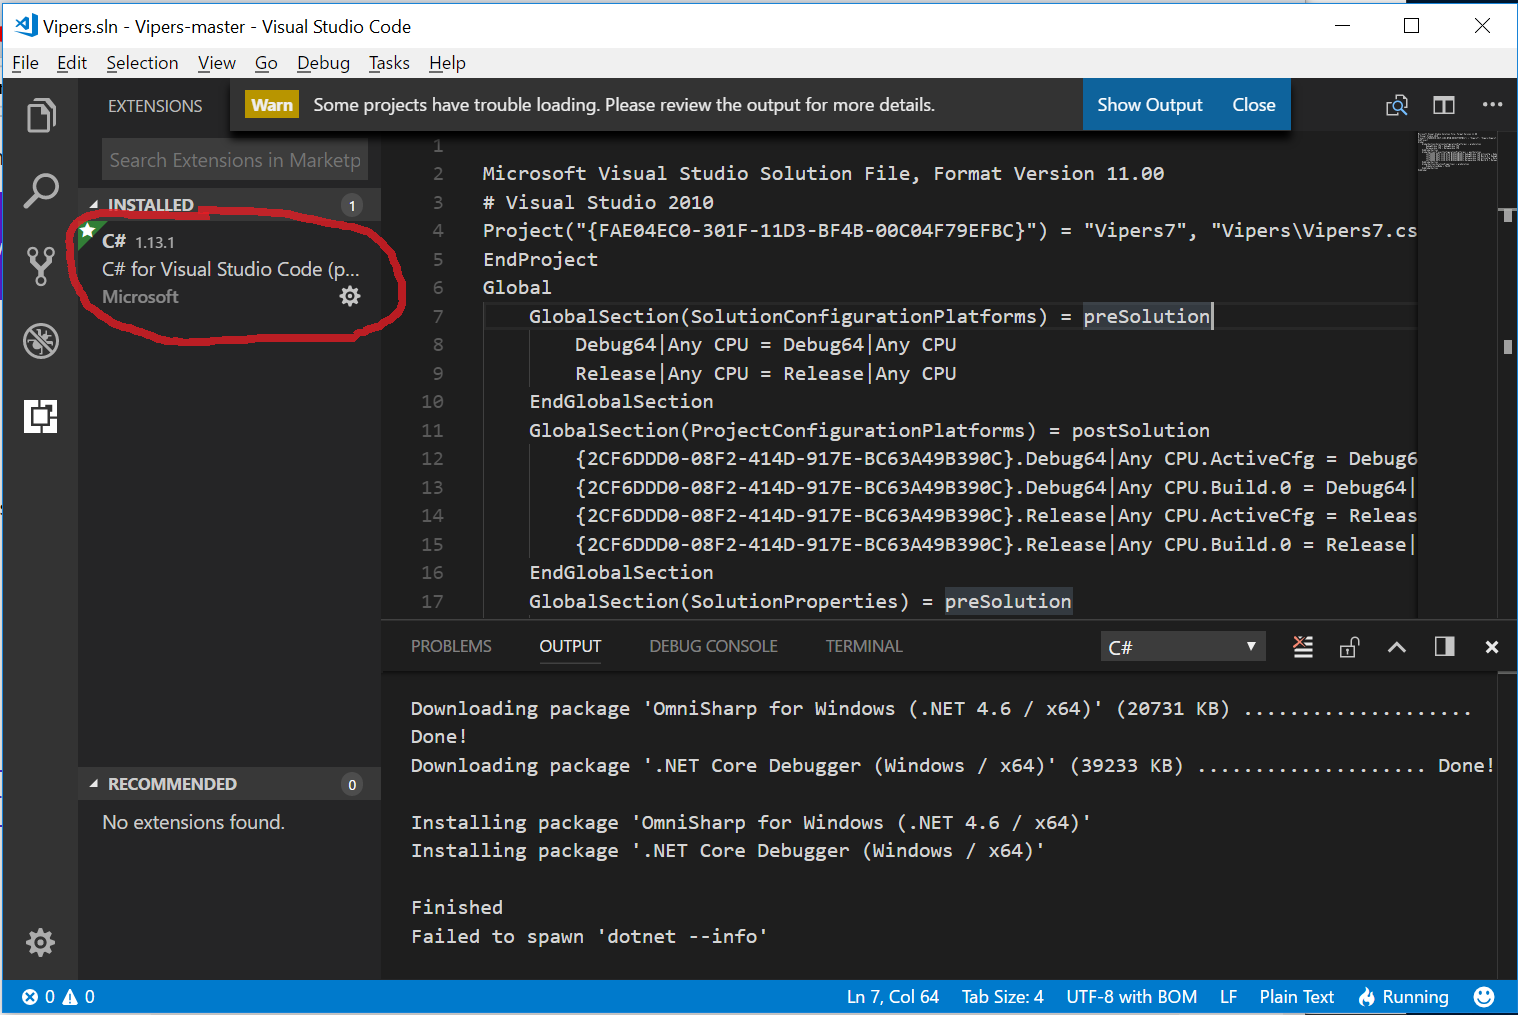 Vipers.sln - Vipers-master - Visual Studio Code
File Edit Selection View Go Debug Tasks Help
EXTENSIONS
Warn Some projects have trouble loading. Please review the output for more details. Show Output Close
Search Extensions in Marketp
INSTALLED 1
C# 1.13.1
C# for Visual Studio Code (p...
Microsoft
RECOMMENDED 0
No extensions found.
1
2 Microsoft Visual Studio Solution File, Format Version 11.00
3 # Visual Studio 2010
4 Project("{FAE04EC0-301F-11D3-BF4B-00C04F79EFBC}") = "Vipers7", "Vipers\Vipers7.cs
5 EndProject
6 Global
7 GlobalSection(SolutionConfigurationPlatforms) = preSolution
8 Debug64|Any CPU = Debug64|Any CPU
9 Release|Any CPU = Release|Any CPU
10 EndGlobalSection
11 GlobalSection(ProjectConfigurationPlatforms) = postSolution
12 {2CF6DDD0-08F2-414D-917E-BC63A49B390C}.Debug64|Any CPU.ActiveCfg = Debug6
13 {2CF6DDD0-08F2-414D-917E-BC63A49B390C}.Debug64|Any CPU.Build.0 = Debug64|
14 {2CF6DDD0-08F2-414D-917E-BC63A49B390C}.Release|Any CPU.ActiveCfg = Releas
15 {2CF6DDD0-08F2-414D-917E-BC63A49B390C}.Release|Any CPU.Build.0 = Release|
16 EndGlobalSection
17 GlobalSection(SolutionProperties) = preSolution
PROBLEMS OUTPUT DEBUG CONSOLE TERMINAL C#
Downloading package 'OmniSharp for Windows (.NET 4.6 / x64)' (20731 KB) ....................
Done!
Downloading package '.NET Core Debugger (Windows / x64)' (39233 KB) .................... Done!
Installing package 'OmniSharp for Windows (.NET 4.6 / x64)'
Installing package '.NET Core Debugger (Windows / x64)'
Finished
Failed to spawn 'dotnet --info'
0 0 Ln 7, Col 64 Tab Size: 4 UTF-8 with BOM LF Plain Text Running